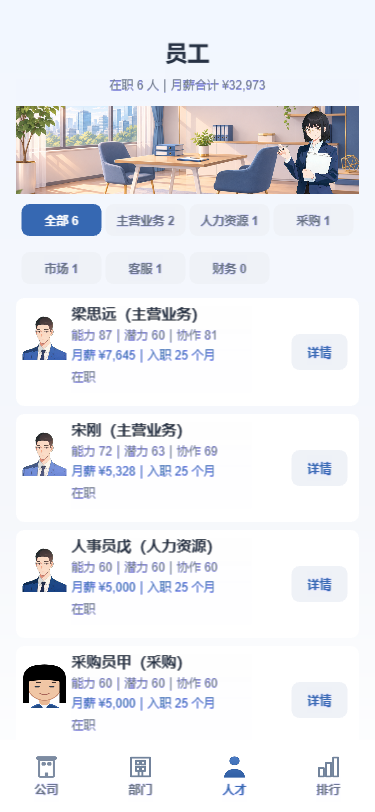 员工
在职 6 人 | 月薪合计 ¥32,973
全部 6 主营业务 2 人力资源 1 采购 1
市场 1 客服 1 财务 0
梁思远（主营业务）
能力 87 | 潜力 60 | 协作 81
月薪 ¥7,645 | 入职 25 个月
在职
详情
宋刚（主营业务）
能力 72 | 潜力 63 | 协作 69
月薪 ¥5,328 | 入职 25 个月
在职
详情
人事员戊（人力资源）
能力 60 | 潜力 60 | 协作 60
月薪 ¥5,000 | 入职 25 个月
在职
详情
采购员甲（采购）
能力 60 | 潜力 60 | 协作 60
月薪 ¥5,000 | 入职 25 个月
在职
详情
公司 部门 人才 排行